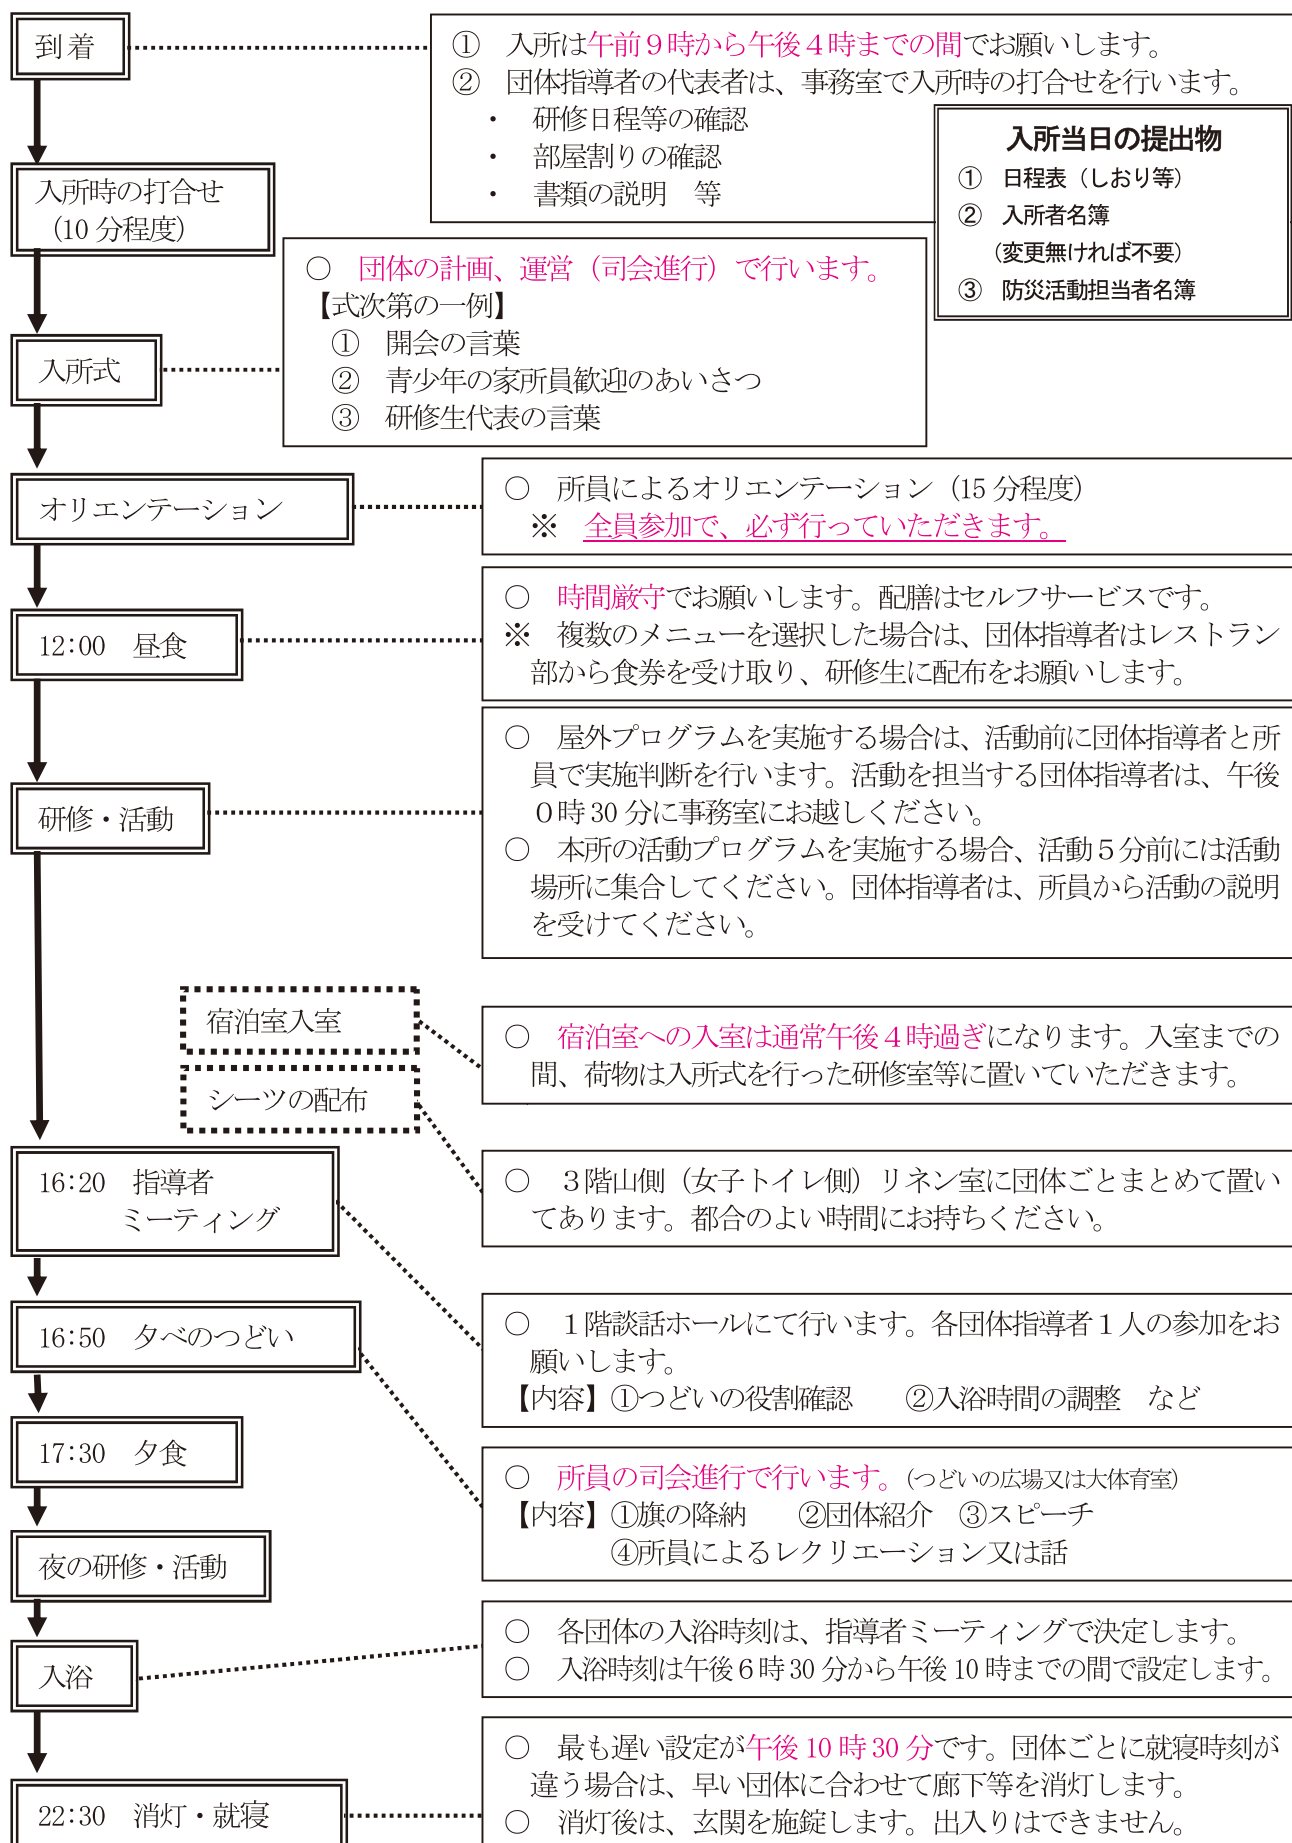 到着
① 入所は午前９時から午後４時までの間でお願いします。
② 団体指導者の代表者は、事務室で入所時の打合せを行います。
・ 研修日程等の確認
・ 部屋割りの確認
・ 書類の説明　等
入所当日の提出物
① 日程表（しおり等）
② 入所者名簿
（変更無ければ不要）
③ 防災活動担当者名簿
入所時の打合せ
（10 分程度）
○ 団体の計画、運営（司会進行）で行います。
【式次第の一例】
① 開会の言葉
② 青少年の家所員歓迎のあいさつ
③ 研修生代表の言葉
入所式
オリエンテーション
○ 所員によるオリエンテーション（15 分程度）
※ 全員参加で、必ず行っていただきます。
12:00 昼食
○ 時間厳守でお願いします。配膳はセルフサービスです。
※ 複数のメニューを選択した場合は、団体指導者はレストラン
部から食券を受け取り、研修生に配布をお願いします。
研修・活動
○ 屋外プログラムを実施する場合は、活動前に団体指導者と所
員で実施判断を行います。活動を担当する団体指導者は、午後
０時 30 分に事務室にお越しください。
○ 本所の活動プログラムを実施する場合、活動５分前には活動
場所に集合してください。団体指導者は、所員から活動の説明
を受けてください。
宿泊室入室
○ 宿泊室への入室は通常午後４時過ぎになります。入室までの
間、荷物は入所式を行った研修室等に置いていただきます。
シーツの配布
○ ３階山側（女子トイレ側）リネン室に団体ごとまとめて置い
てあります。都合のよい時間にお持ちください。
16:20 指導者
ミーティング
○ １階談話ホールにて行います。各団体指導者１人の参加をお
願いします。
【内容】①つどいの役割確認　②入浴時間の調整　など
16:50 夕べのつどい
○ 所員の司会進行で行います。（つどいの広場又は大体育室）
【内容】①旗の降納　②団体紹介　③スピーチ
④所員によるレクリエーション又は話
17:30 夕食
夜の研修・活動
入浴
○ 各団体の入浴時刻は、指導者ミーティングで決定します。
○ 入浴時刻は午後６時 30 分から午後 10 時までの間で設定します。
22:30 消灯・就寝
○ 最も遅い設定が午後 10 時 30 分です。団体ごとに就寝時刻が
違う場合は、早い団体に合わせて廊下等を消灯します。
○ 消灯後は、玄関を施錠します。出入りはできません。